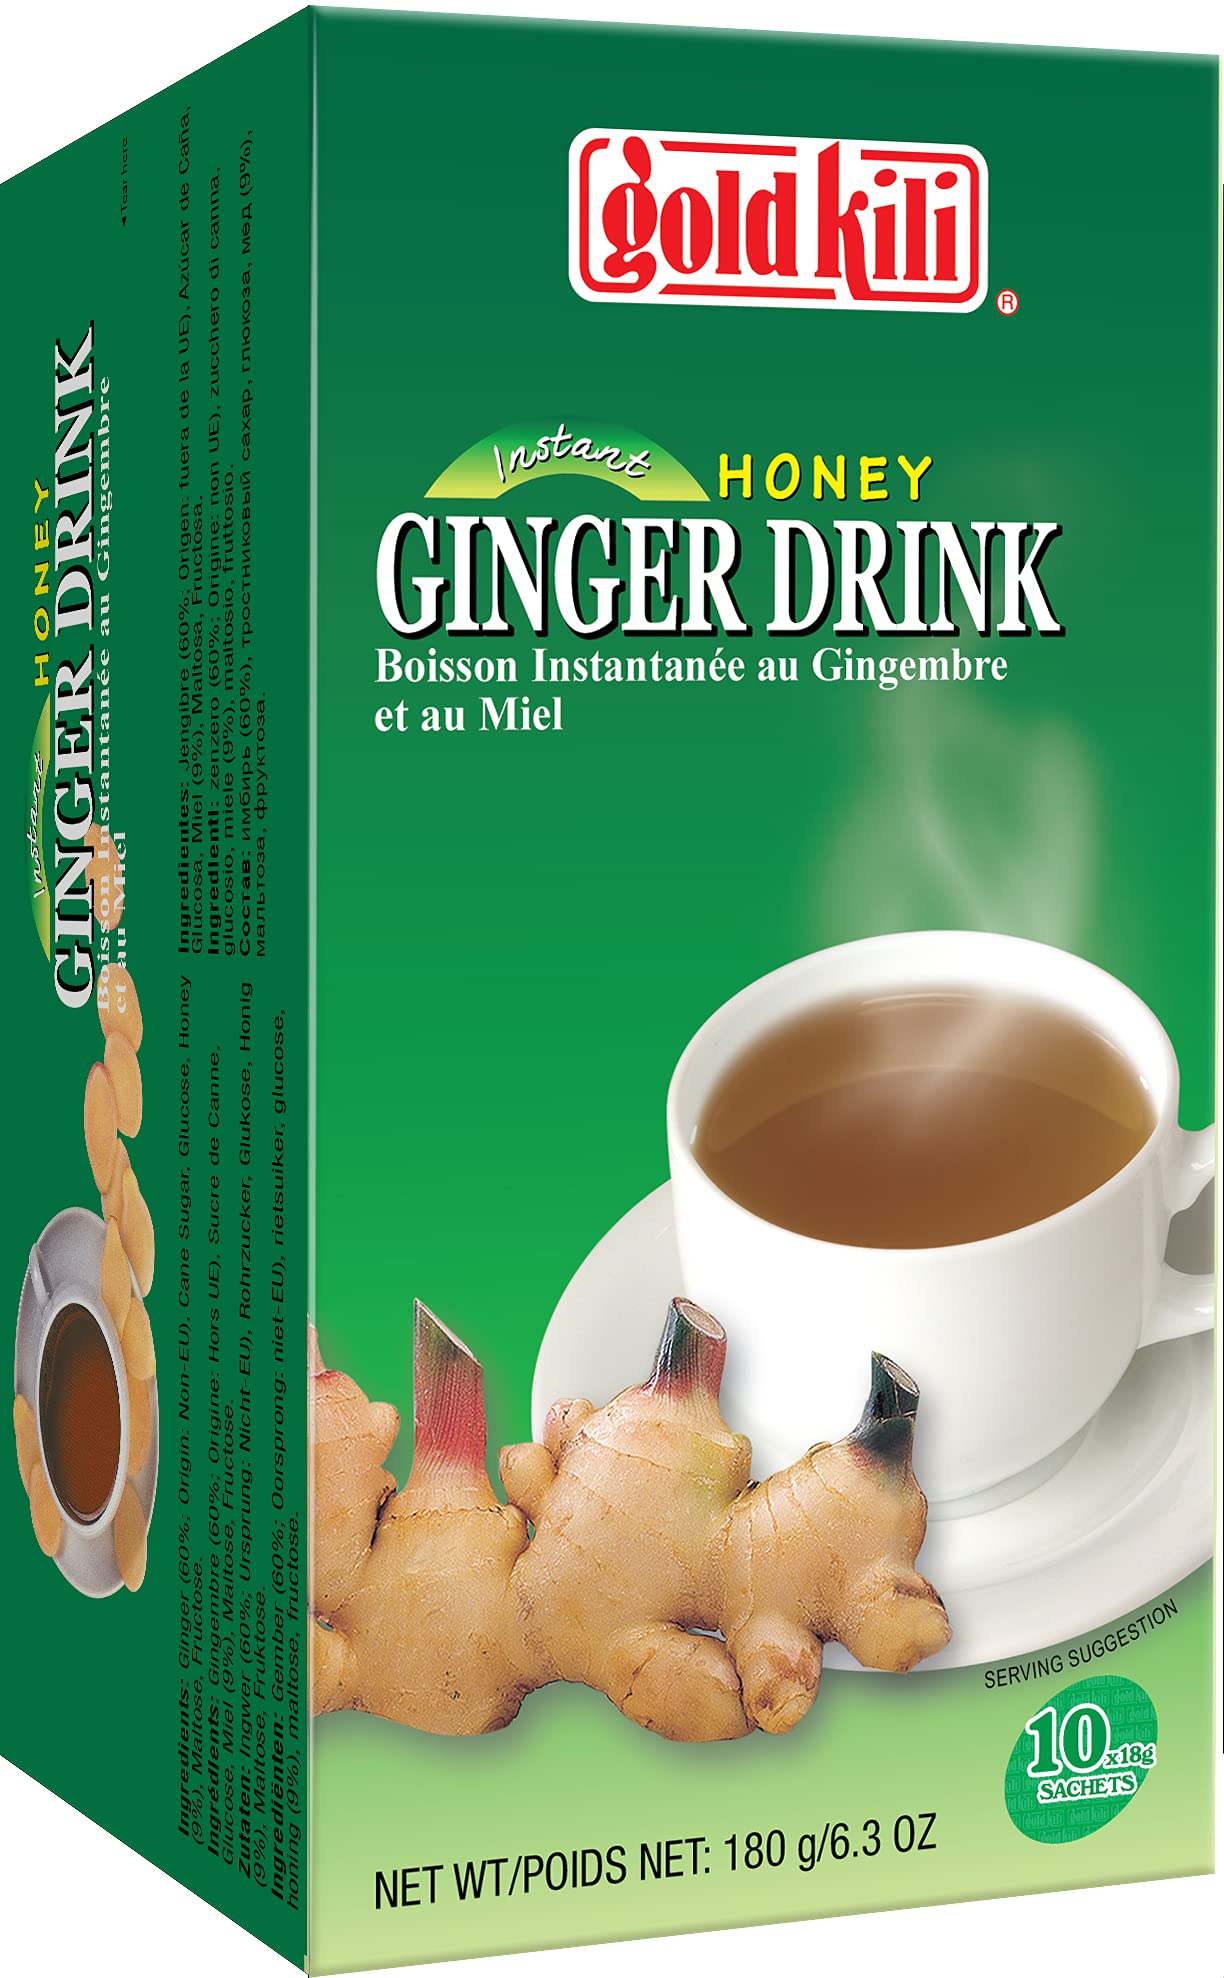 gold kili
®
Instant
HONEY
GINGER DRINK
Boisson Instantanée au Gingembre
et au Miel
SERVING SUGGESTION
10 x18g
SACHETS
NET WT/POIDS NET: 180 g/6.3 OZ
◄Tear here
Instant
HONEY
GINGER DRINK
Boisson Instantanée au Gingembre
et au Miel
Ingredients: Ginger (60%; Origin: Non-EU), Cane Sugar, Glucose, Honey
(9%), Maltose, Fructose.
Ingrédients: Gingembre (60%; Origine: Hors UE), Sucre de Canne,
Glucose, Miel (9%), Maltose, Fructose.
Zutaten: Ingwer (60%; Ursprung: Nicht-EU), Rohrzucker, Glukose, Honig
(9%), Maltose, Fruktose.
Ingrediënten: Gember (60%; Oorsprong: niet-EU), rietsuiker, glucose,
honing (9%), maltose, fructose.
Ingredientes: Jengibre (60%; Origen: fuera de la UE), Azúcar de Caña,
Glucosa, Miel (9%), Maltosa, Fructosa.
Ingredienti: zenzero (60%; Origine: non UE), zucchero di canna,
glucosio, miele (9%), maltosio, fruttosio.
Состав: имбирь (60%), тростниковый сахар, глюкоза, мед (9%),
мальтоза, фруктоза.